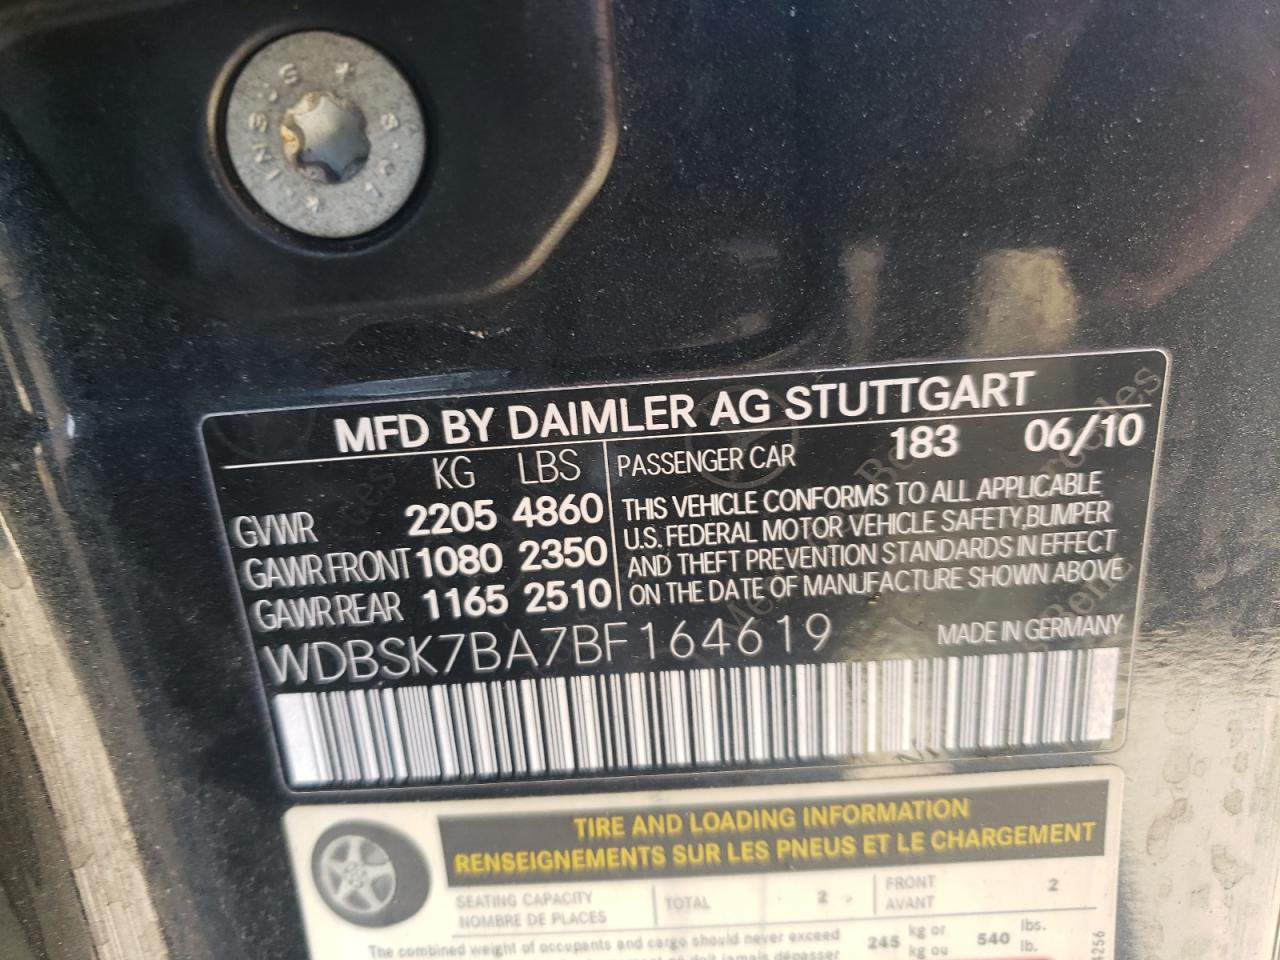 MFD BY DAIMLER AG STUTTGART
KG LBS
PASSENGER CAR 183 06/10
GVWR 2205 4860
GAWR FRONT 1080 2350
GAWR REAR 1165 2510
THIS VEHICLE CONFORMS TO ALL APPLICABLE
U.S. FEDERAL MOTOR VEHICLE SAFETY,BUMPER
AND THEFT PREVENTION STANDARDS IN EFFECT
ON THE DATE OF MANUFACTURE SHOWN ABOVE
WDBSK7BA7BF164619 MADE IN GERMANY
TIRE AND LOADING INFORMATION
RENSEIGNEMENTS SUR LES PNEUS ET LE CHARGEMENT
SEATING CAPACITY
NOMBRE DE PLACES
TOTAL 2
FRONT
AVANT
2
The combined weight of occupants and cargo should never exceed
245 kg or
kg ou
540 lbs.
lb.